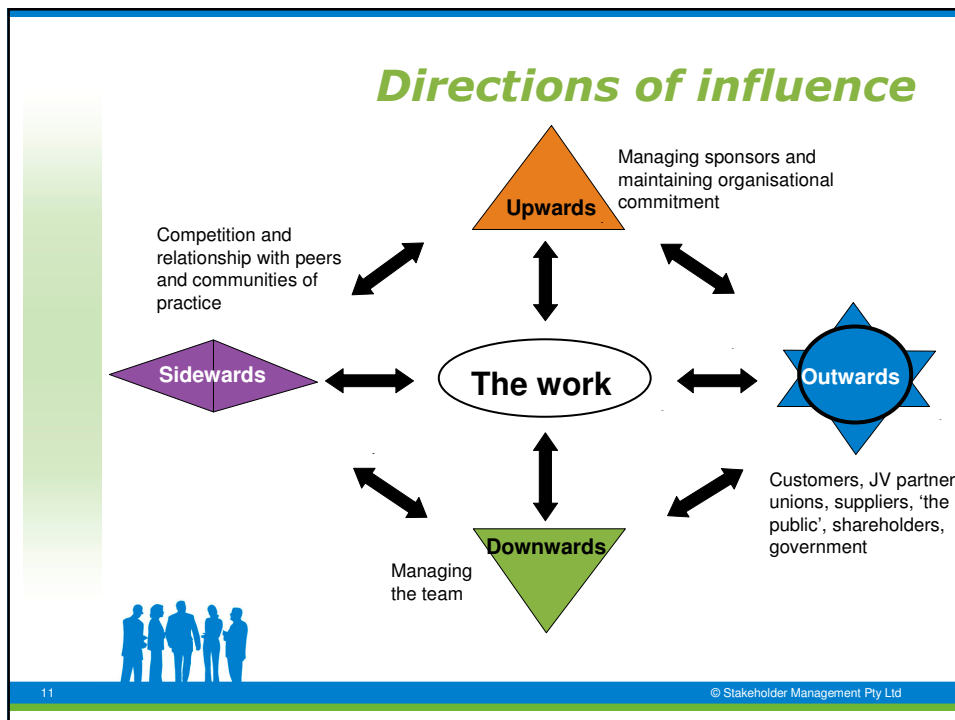 Directions of influence
Managing sponsors and
maintaining organisational
commitment
Upwards
Competition and
relationship with peers
and communities of
practice
Sidewards
The work
Outwards
Customers, JV partner
unions, suppliers, ‘the
public’, shareholders,
government
Downwards
Managing
the team
11
© Stakeholder Management Pty Ltd